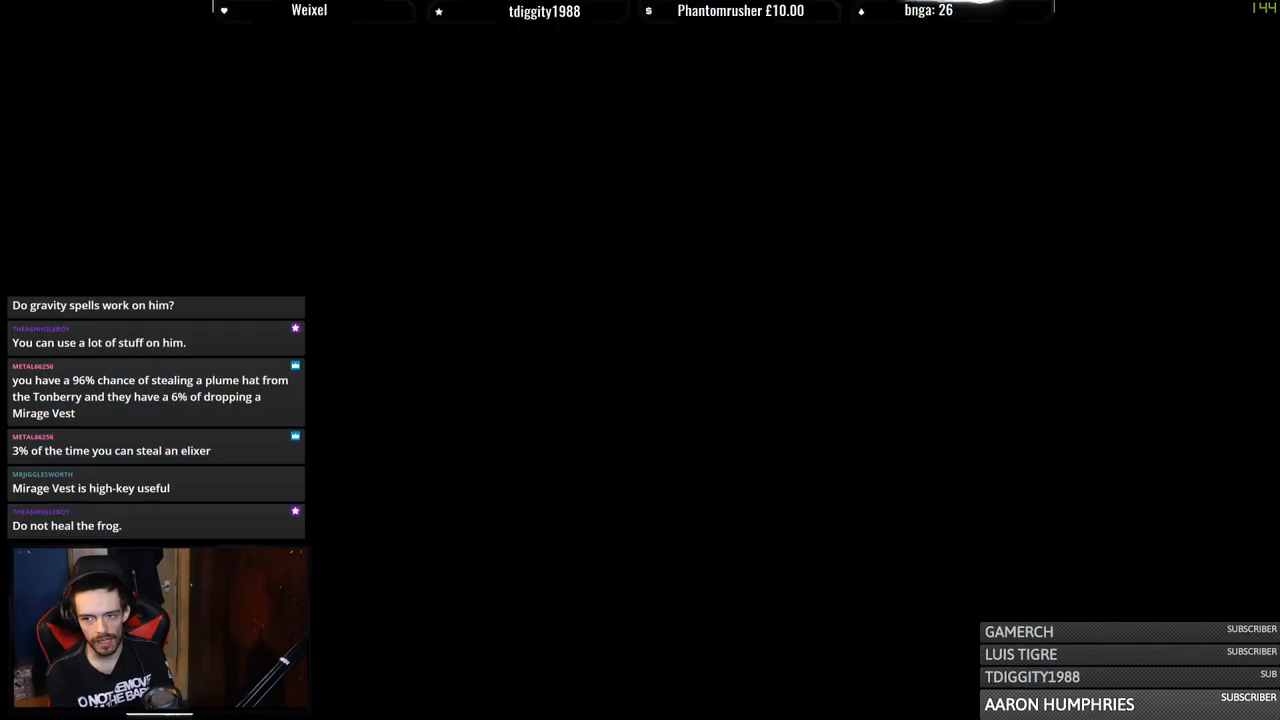 Weixel
tdiggity1988
$
Phantomrusher £10.00
bnga: 26
144
Do gravity spells work on him?
THEASHHOLEBOY
You can use a lot of stuff on him.
METAL66256
you have a 96% chance of stealing a plume hat from
the Tonberry and they have a 6% of dropping a
Mirage Vest
METAL66256
3% of the time you can steal an elixer
MRJIGGLESWORTH
Mirage Vest is high-key useful
THEASHHOLEBOY
Do not heal the frog.
GAMERCH SUBSCRIBER
LUIS TIGRE SUBSCRIBER
TDIGGITY1988 SUB
AARON HUMPHRIES SUBSCRIBER